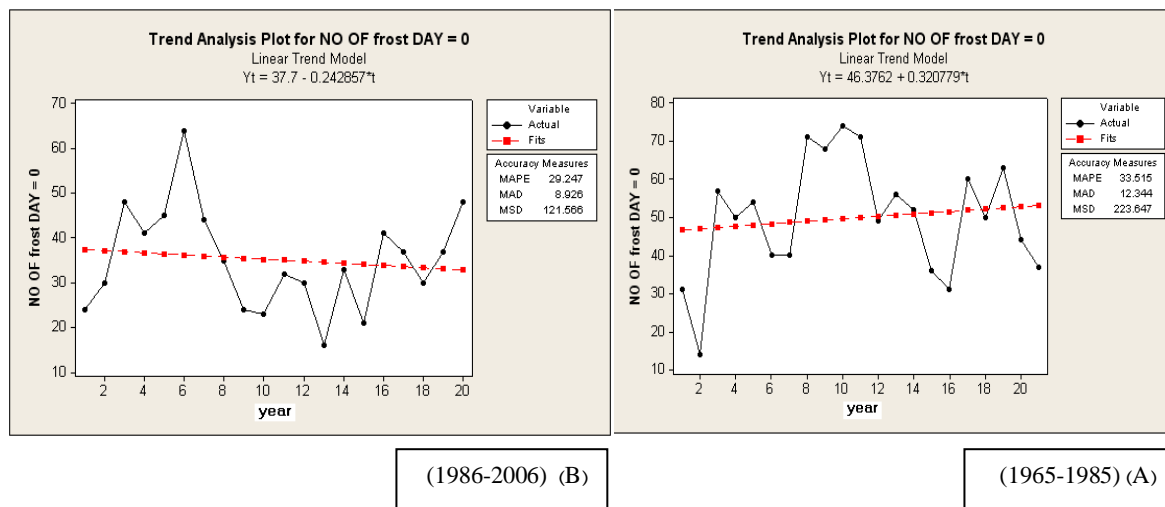 Trend Analysis Plot for NO OF frost DAY = 0
Linear Trend Model
Yt = 37.7 - 0.242857*t
NO OF frost DAY = 0
70
60
50
40
30
20
10
2 4 6 8 10 12 14 16 18 20
year
Variable
Actual
Fits
Accuracy Measures
MAPE 29.247
MAD 8.926
MSD 121.566
(1986-2006) (B)
Trend Analysis Plot for NO OF frost DAY = 0
Linear Trend Model
Yt = 46.3762 + 0.320779*t
NO OF frost DAY = 0
80
70
60
50
40
30
20
10
2 4 6 8 10 12 14 16 18 20
year
Variable
Actual
Fits
Accuracy Measures
MAPE 33.515
MAD 12.344
MSD 223.647
(1965-1985) (A)